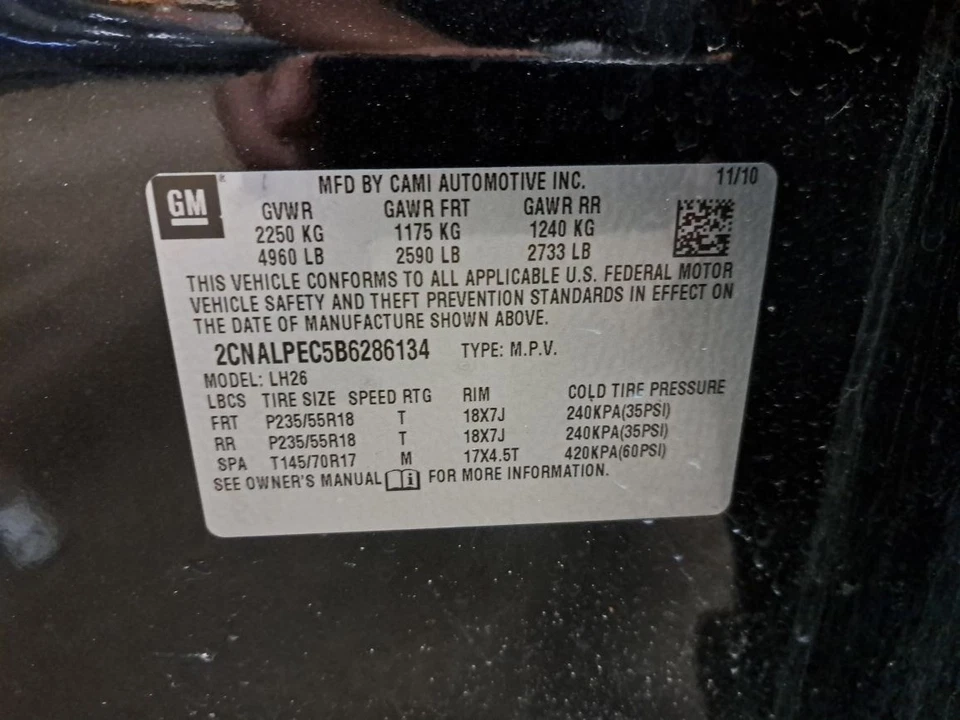 GM MFD BY CAMI AUTOMOTIVE INC. 11/10
GVWR GAWR FRT GAWR RR
2250 KG 1175 KG 1240 KG
4960 LB 2590 LB 2733 LB
THIS VEHICLE CONFORMS TO ALL APPLICABLE U.S. FEDERAL MOTOR
VEHICLE SAFETY AND THEFT PREVENTION STANDARDS IN EFFECT ON
THE DATE OF MANUFACTURE SHOWN ABOVE.
2CNALPEC5B6286134 TYPE: M.P.V.
MODEL: LH26
LBCS TIRE SIZE SPEED RTG RIM COLD TIRE PRESSURE
FRT P235/55R18 T 18X7J 240KPA(35PSI)
RR P235/55R18 T 18X7J 240KPA(35PSI)
SPA T145/70R17 M 17X4.5T 420KPA(60PSI)
SEE OWNER'S MANUAL i FOR MORE INFORMATION.